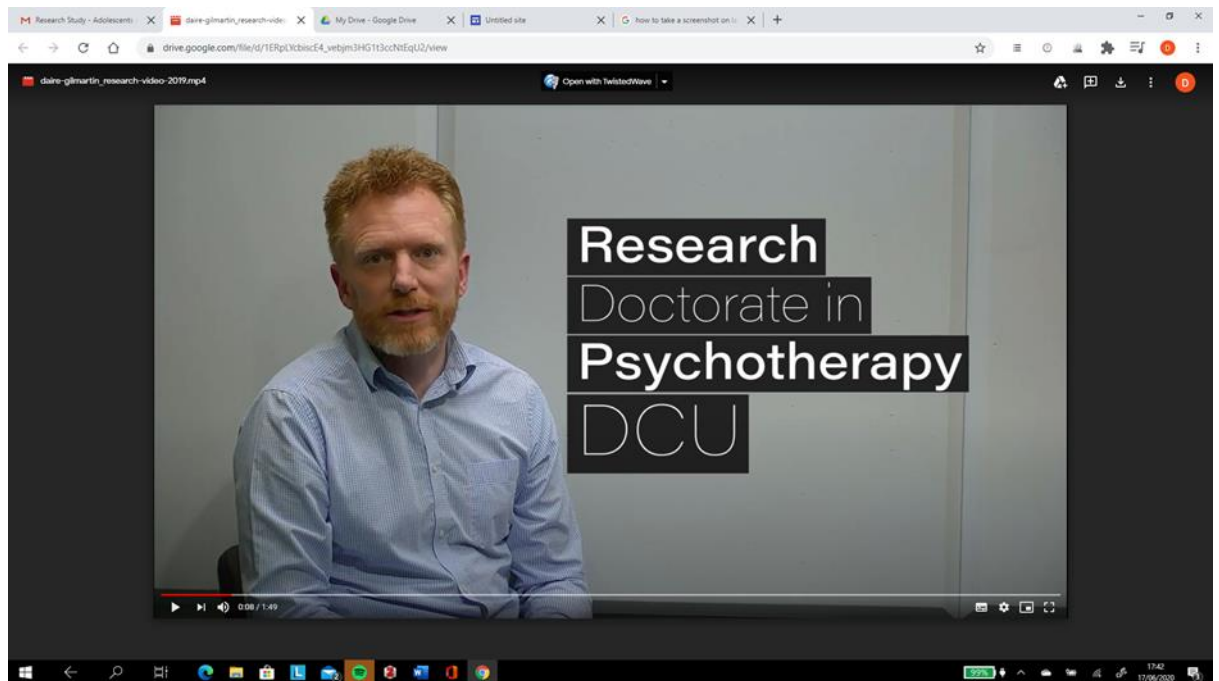 Research Study - Adolescents
daire-gilmartin_research-vide
My Drive - Google Drive
Untitled site
how to take a screenshot on l
drive.google.com/file/d/1ERpLYcbiscE4_vebjm3HG1t3ccNtEqU2/view
daire-gilmartin_research-video-2019.mp4
Open with TwistedWave
D
Research
Doctorate in
Psychotherapy
DCU
0:08 / 1:49
99%
17:42
17/06/2020